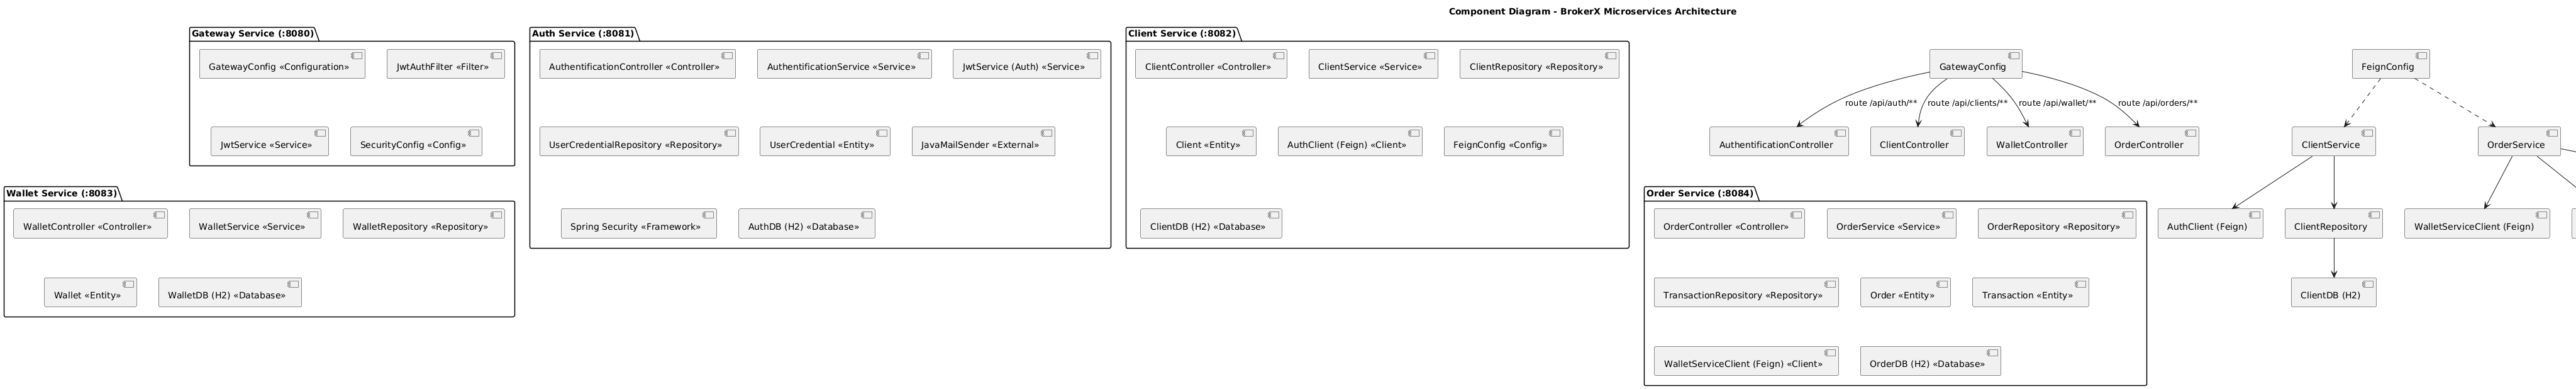 Component Diagram - BrokerX Microservices Architecture
Gateway Service (:8080)
GatewayConfig «Configuration»
JwtAuthFilter «Filter»
JwtService «Service»
SecurityConfig «Config»
Auth Service (:8081)
AuthentificationController «Controller»
AuthentificationService «Service»
JwtService (Auth) «Service»
UserCredentialRepository «Repository»
UserCredential «Entity»
JavaMailSender «External»
Spring Security «Framework»
AuthDB (H2) «Database»
Client Service (:8082)
ClientController «Controller»
ClientService «Service»
ClientRepository «Repository»
Client «Entity»
AuthClient (Feign) «Client»
FeignConfig «Config»
ClientDB (H2) «Database»
GatewayConfig
route /api/auth/**
route /api/clients/**
route /api/wallet/**
route /api/orders/**
AuthentificationController
ClientController
WalletController
OrderController
FeignConfig
ClientService
OrderService
Wallet Service (:8083)
WalletController «Controller»
WalletService «Service»
WalletRepository «Repository»
Wallet «Entity»
WalletDB (H2) «Database»
Order Service (:8084)
OrderController «Controller»
OrderService «Service»
OrderRepository «Repository»
TransactionRepository «Repository»
Order «Entity»
Transaction «Entity»
WalletServiceClient (Feign) «Client»
OrderDB (H2) «Database»
AuthClient (Feign)
ClientRepository
WalletServiceClient (Feign)
ClientDB (H2)